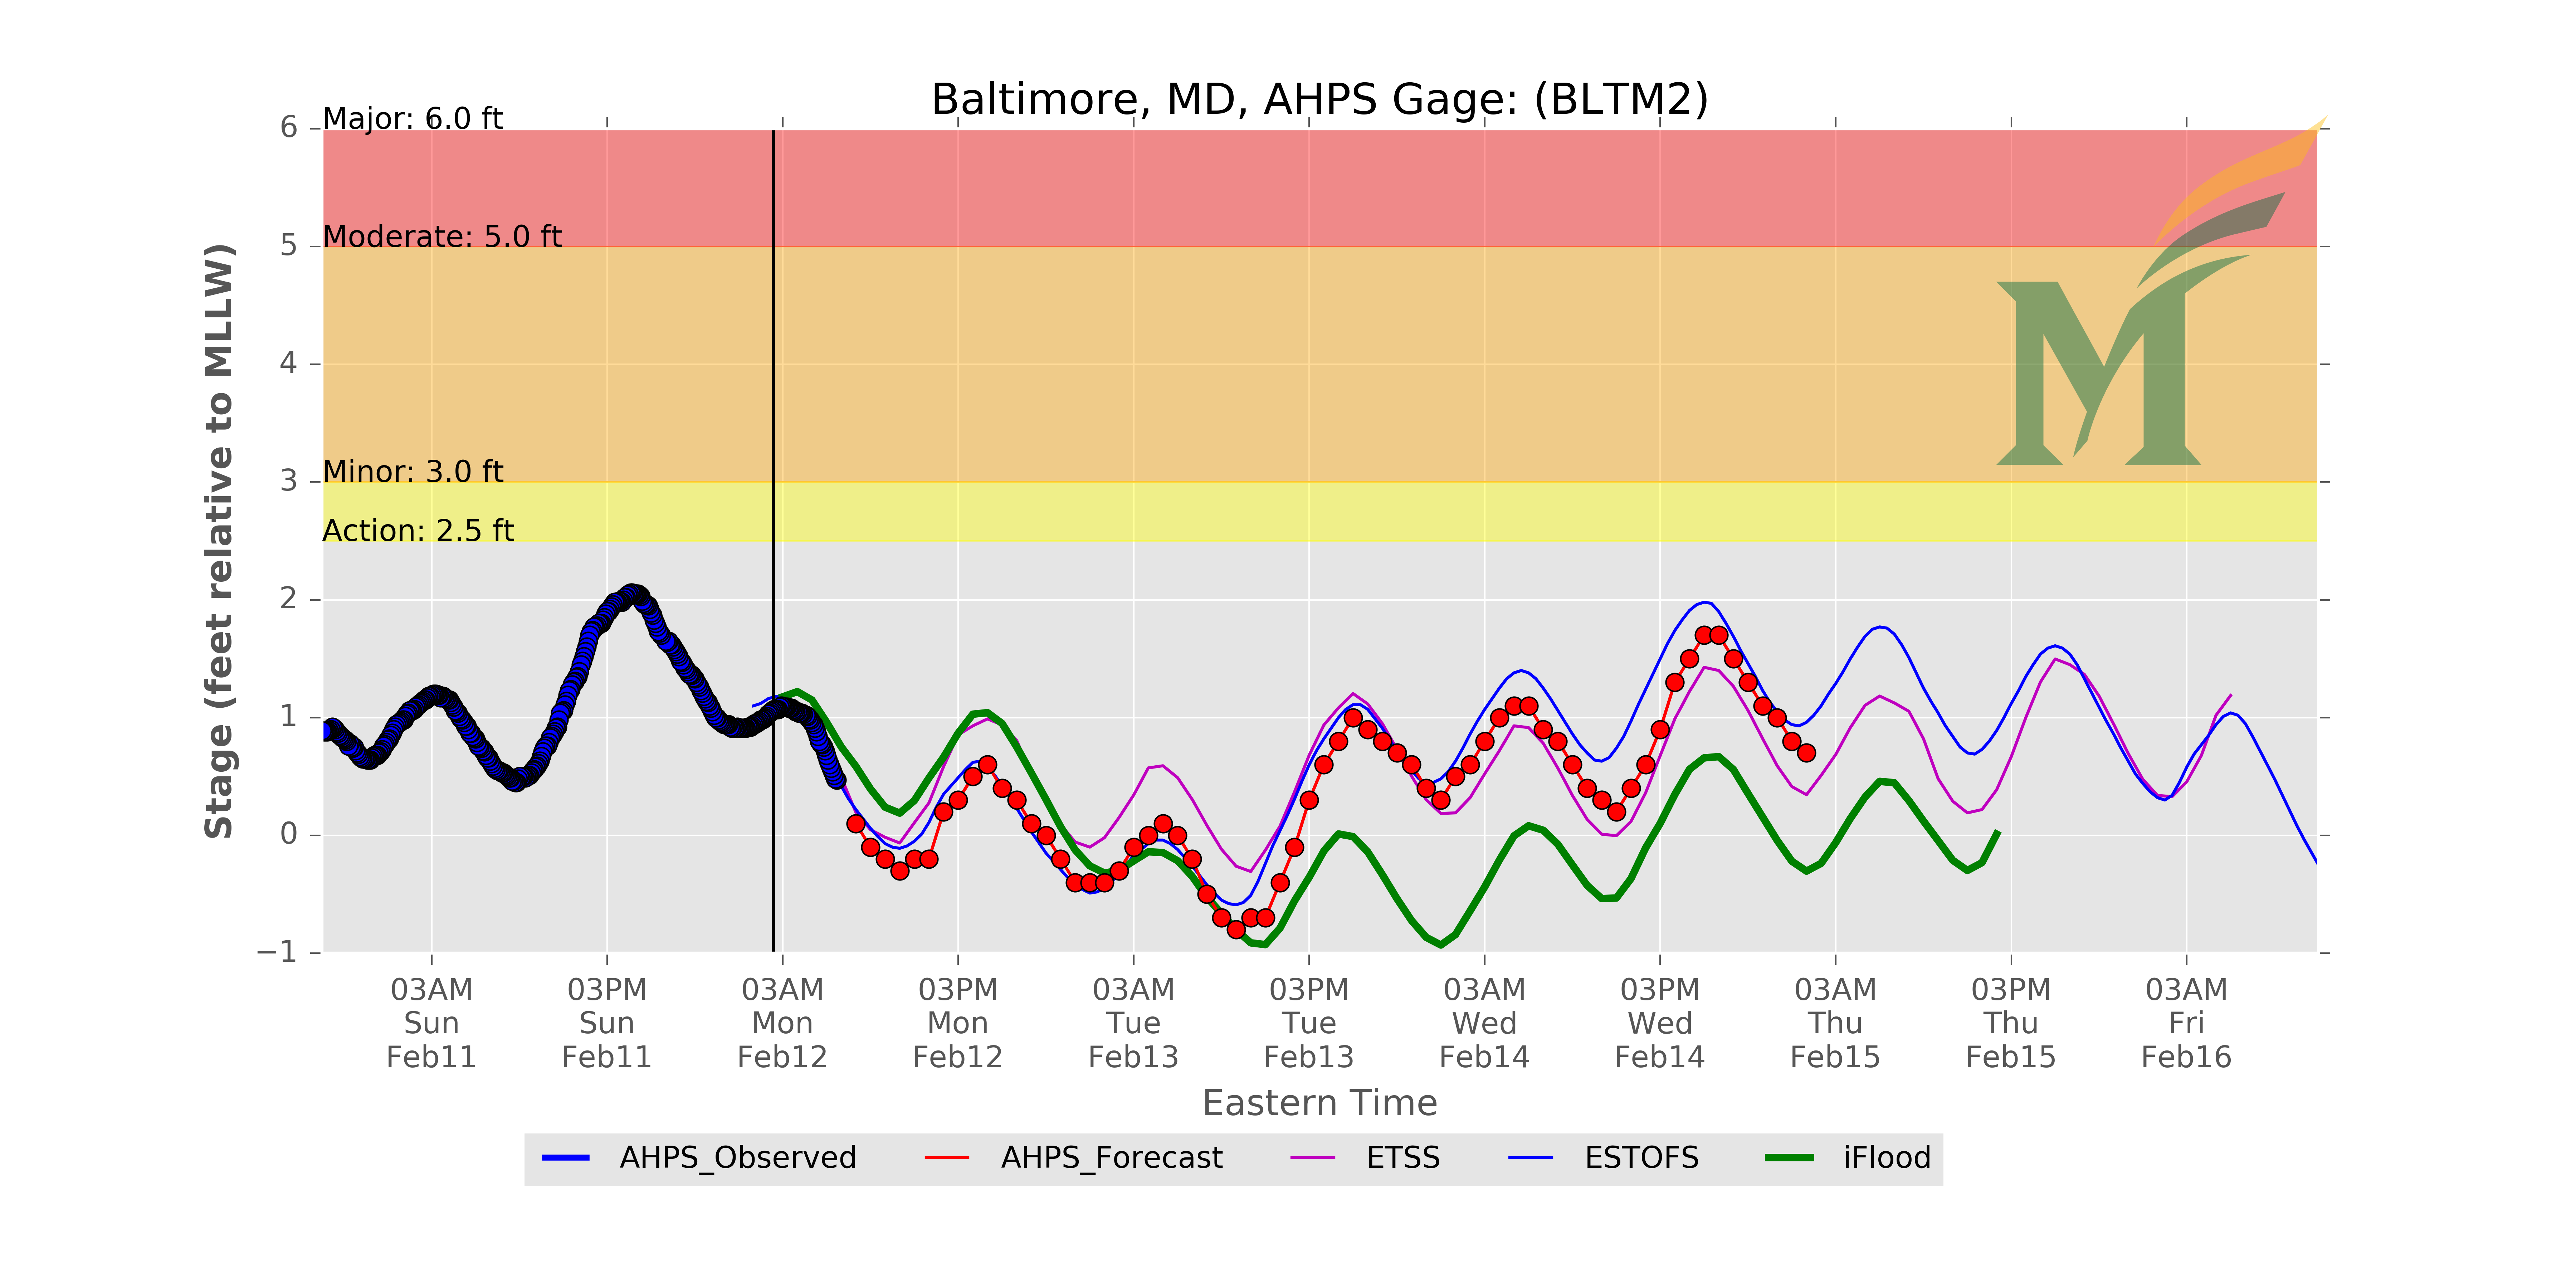 Baltimore, MD, AHPS Gage: (BLTM2)
Major: 6.0 ft
Moderate: 5.0 ft
Minor: 3.0 ft
Action: 2.5 ft
6
5
4
3
2
1
0
−1
Stage (feet relative to MLLW)
M
03AM 03PM 03AM 03PM 03AM 03PM 03AM 03PM 03AM 03PM 03AM
Sun Sun Mon Mon Tue Tue Wed Wed Thu Thu Fri
Feb11 Feb11 Feb12 Feb12 Feb13 Feb13 Feb14 Feb14 Feb15 Feb15 Feb16
Eastern Time
AHPS_Observed AHPS_Forecast ETSS ESTOFS iFlood